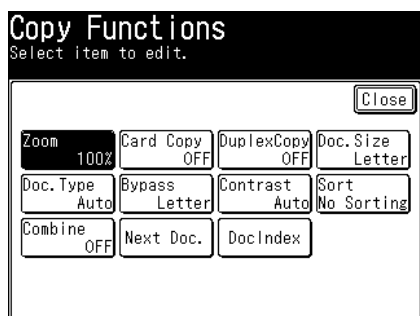 Copy Functions
Select item to edit.
Close
Zoom Card Copy DuplexCopy Doc.Size
100% OFF OFF Letter
Doc.Type Bypass Contrast Sort
Auto Letter Auto No Sorting
Combine
OFF Next Doc. DocIndex